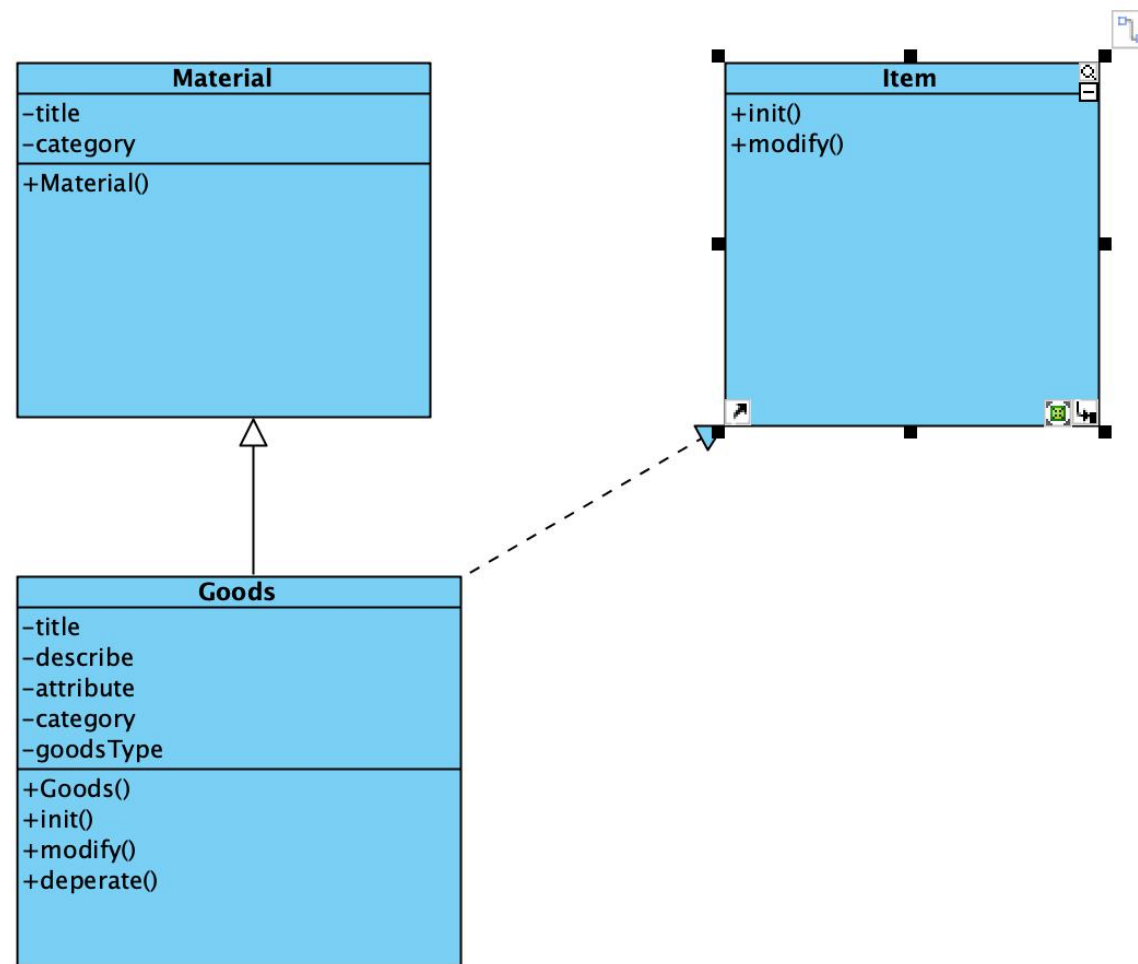 Material
-title
-category
+Material()
Item
+init()
+modify()
Goods
-title
-describe
-attribute
-category
-goodsType
+Goods()
+init()
+modify()
+deperate()